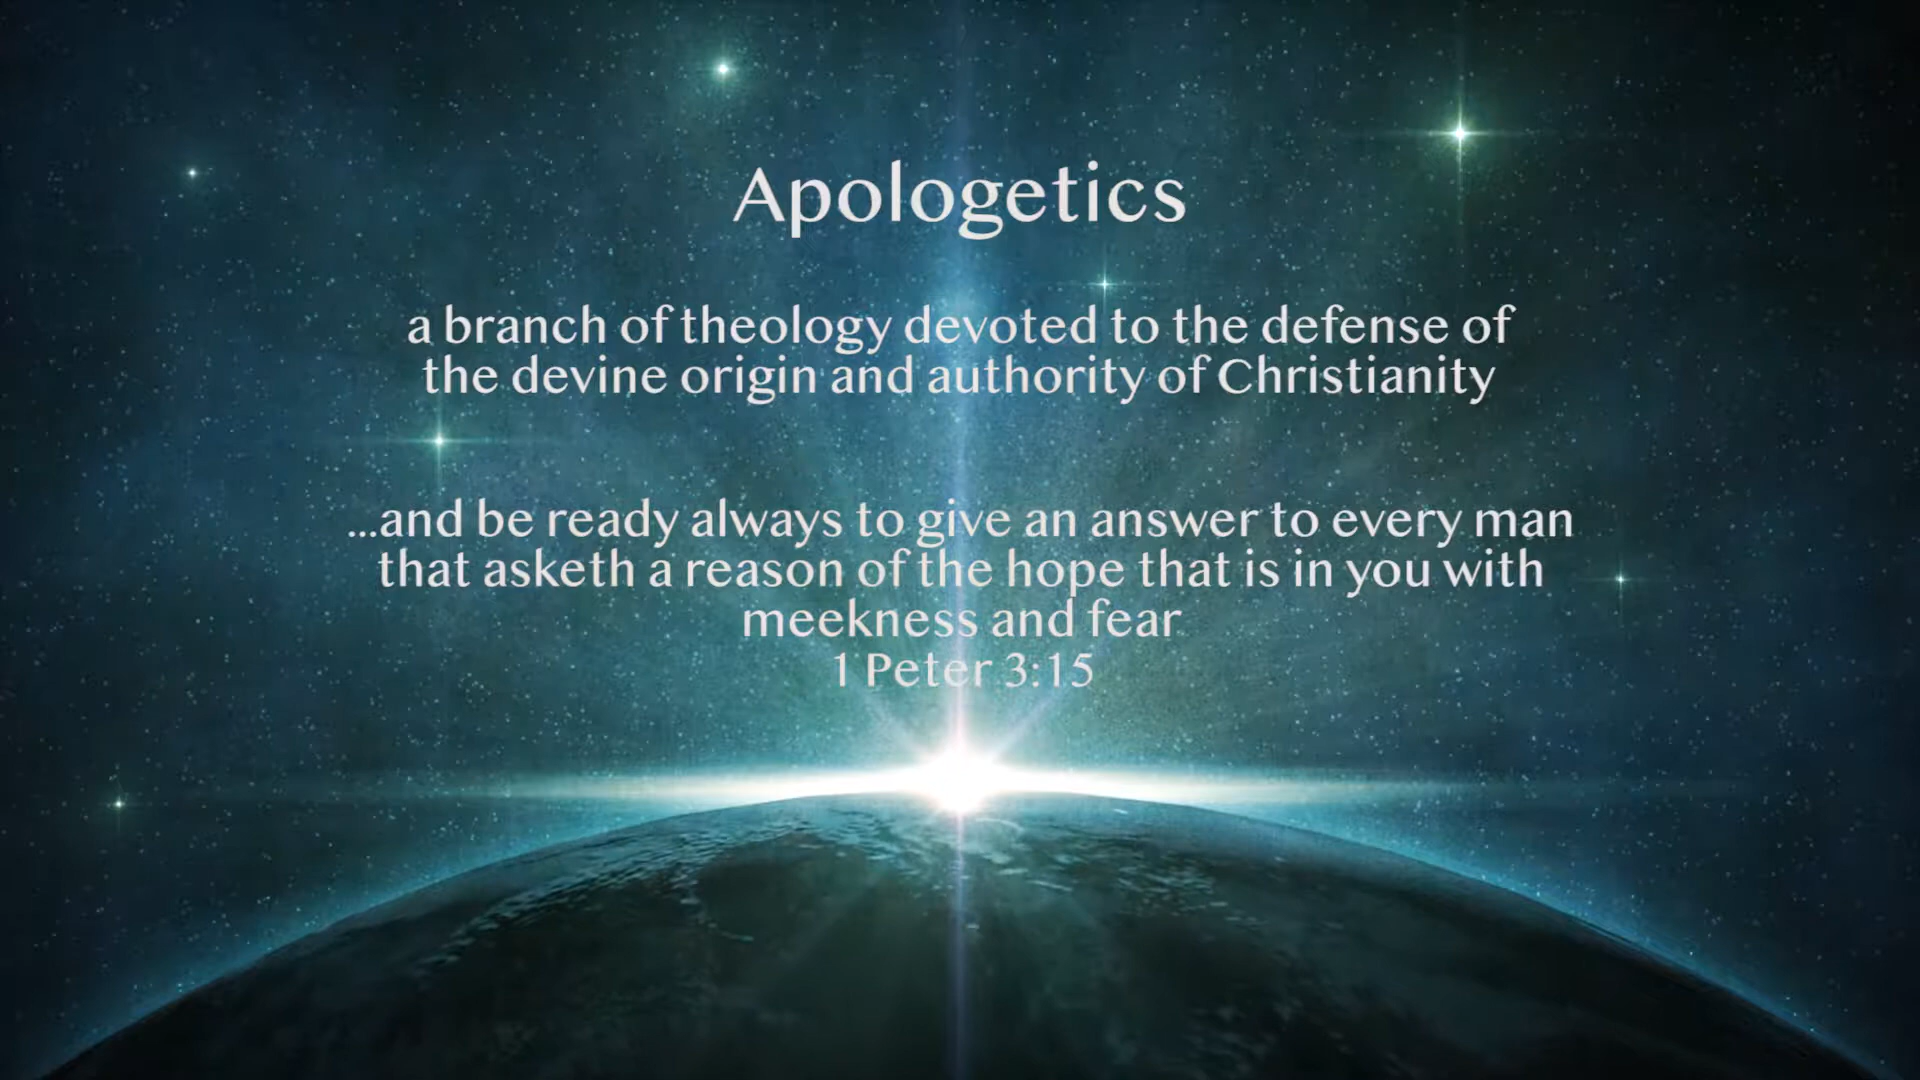 Apologetics
a branch of theology devoted to the defense of
the devine origin and authority of Christianity
...and be ready always to give an answer to every man
that asketh a reason of the hope that is in you with
meekness and fear
1 Peter 3:15